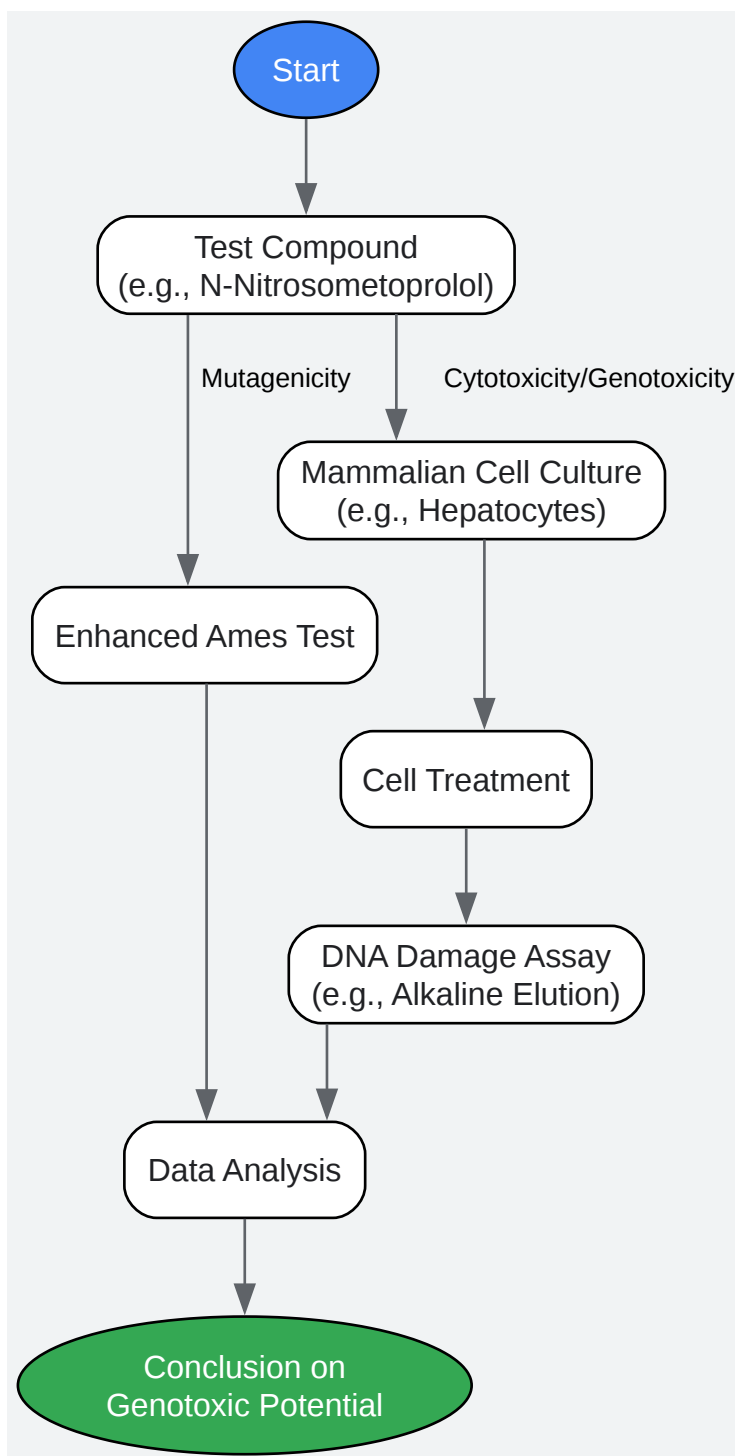 Start
Test Compound
(e.g., N-Nitrosometoprolol)
Mutagenicity
Cytotoxicity/Genotoxicity
Mammalian Cell Culture
(e.g., Hepatocytes)
Enhanced Ames Test
Cell Treatment
DNA Damage Assay
(e.g., Alkaline Elution)
Data Analysis
Conclusion on
Genotoxic Potential